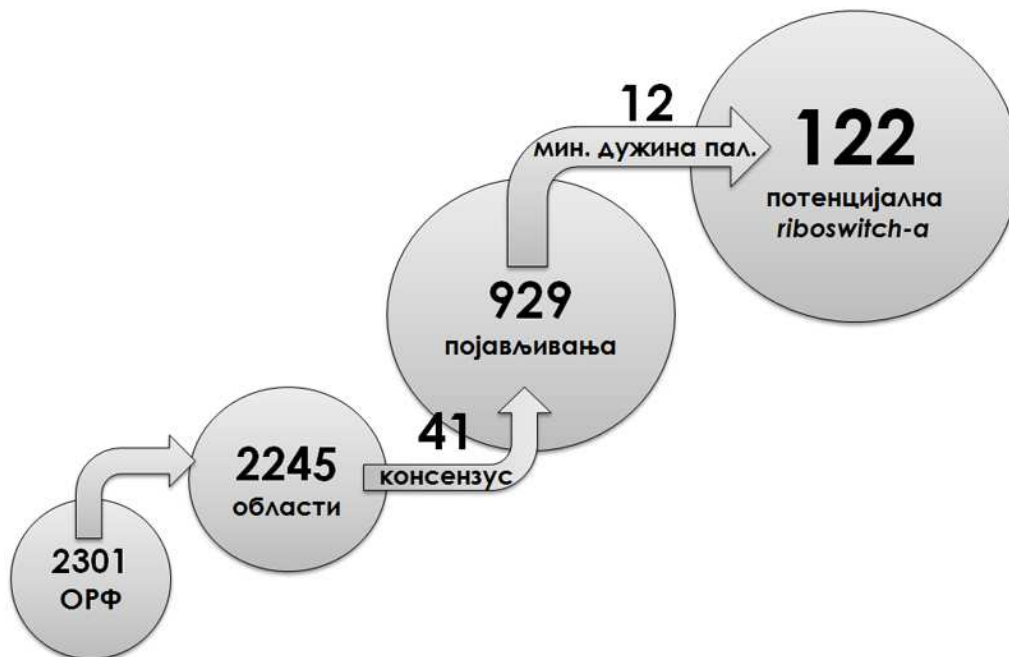 2301
ОРФ
2245
области
41
консензус
929
појављивања
12
мин. дужина пал.
122
потенцијална
riboswitch-а